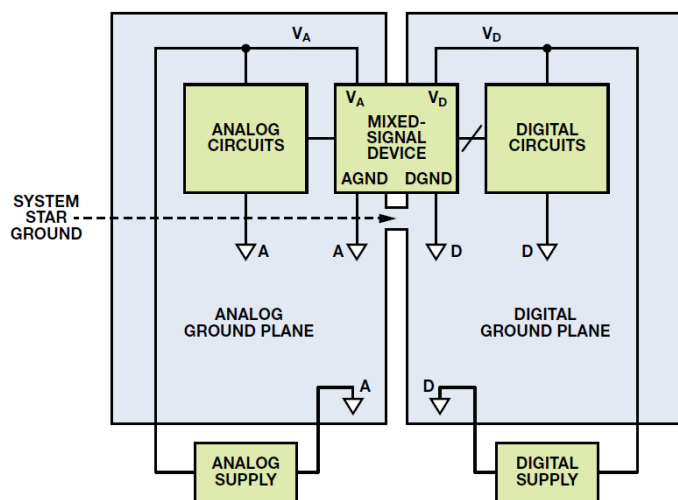 VA VD
VA VD
ANALOG
CIRCUITS
MIXED-
SIGNAL
DEVICE
DIGITAL
CIRCUITS
AGND DGND
SYSTEM
STAR
GROUND
A A D D
ANALOG
GROUND PLANE
DIGITAL
GROUND PLANE
A D
ANALOG
SUPPLY
DIGITAL
SUPPLY